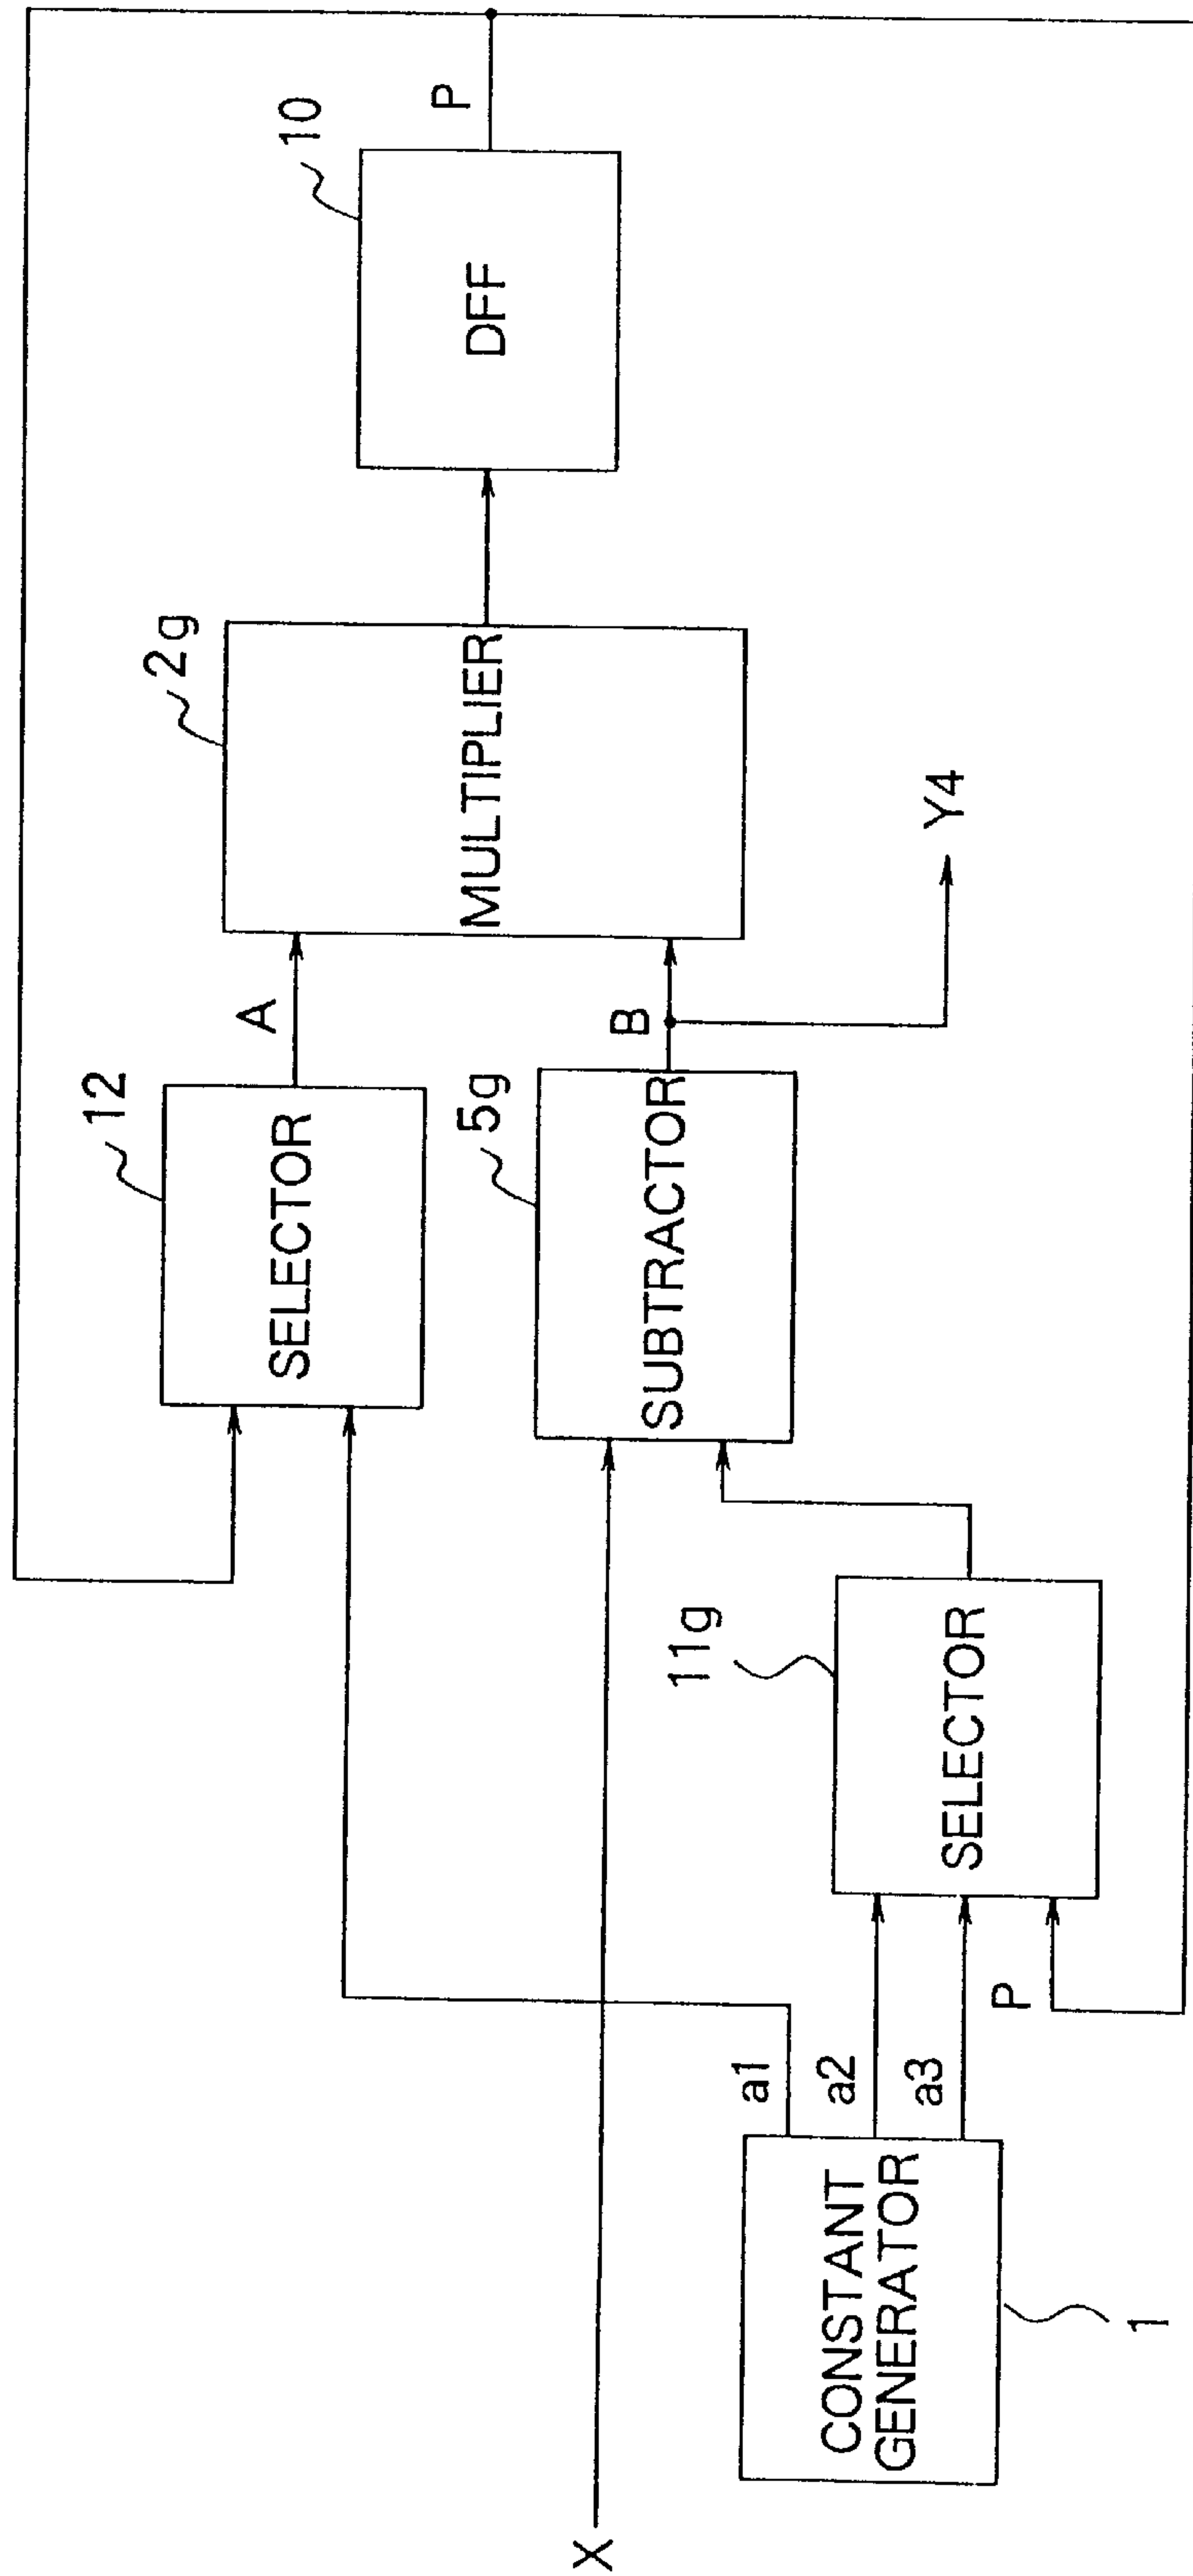 P
10
DFF
2g
MULTIPLIER
12
A
SELECTOR
5g
B
SUBTRACTOR
Y4
11g
SELECTOR
P
a1
a2
a3
CONSTANT
GENERATOR
1
X